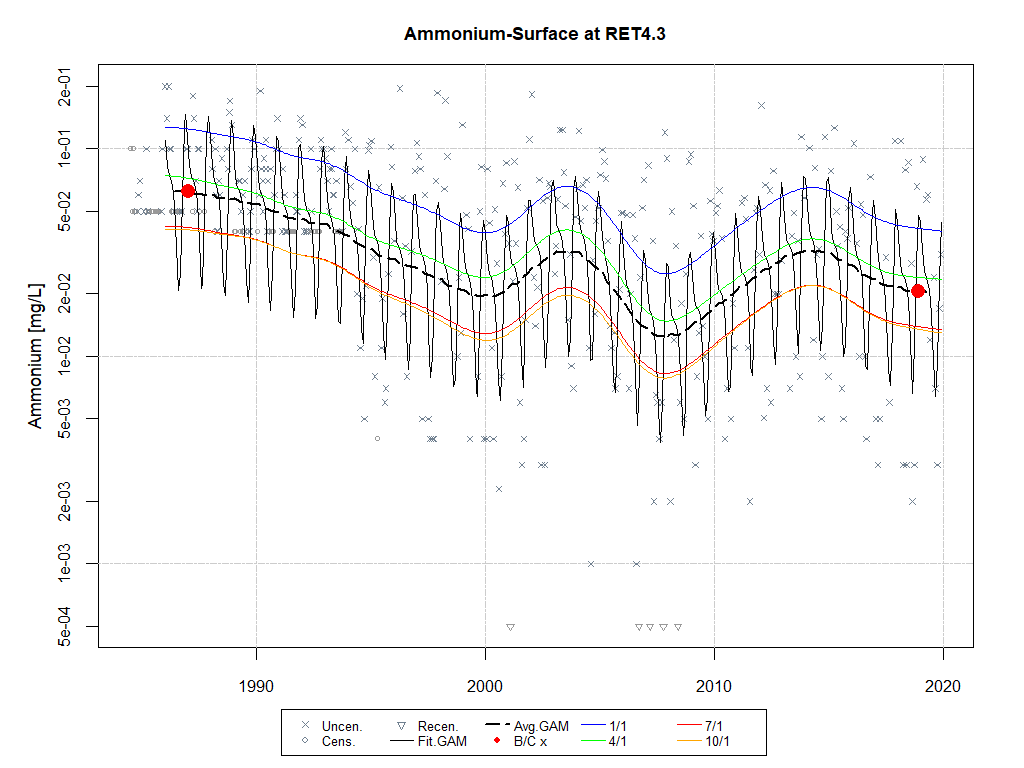 Ammonium-Surface at RET4.3
Ammonium [mg/L]
2e-01
1e-01
5e-02
2e-02
1e-02
5e-03
2e-03
1e-03
5e-04
1990 2000 2010 2020
Uncen. Recen. Avg.GAM 1/1 7/1
Cens. Fit.GAM B/C x 4/1 10/1